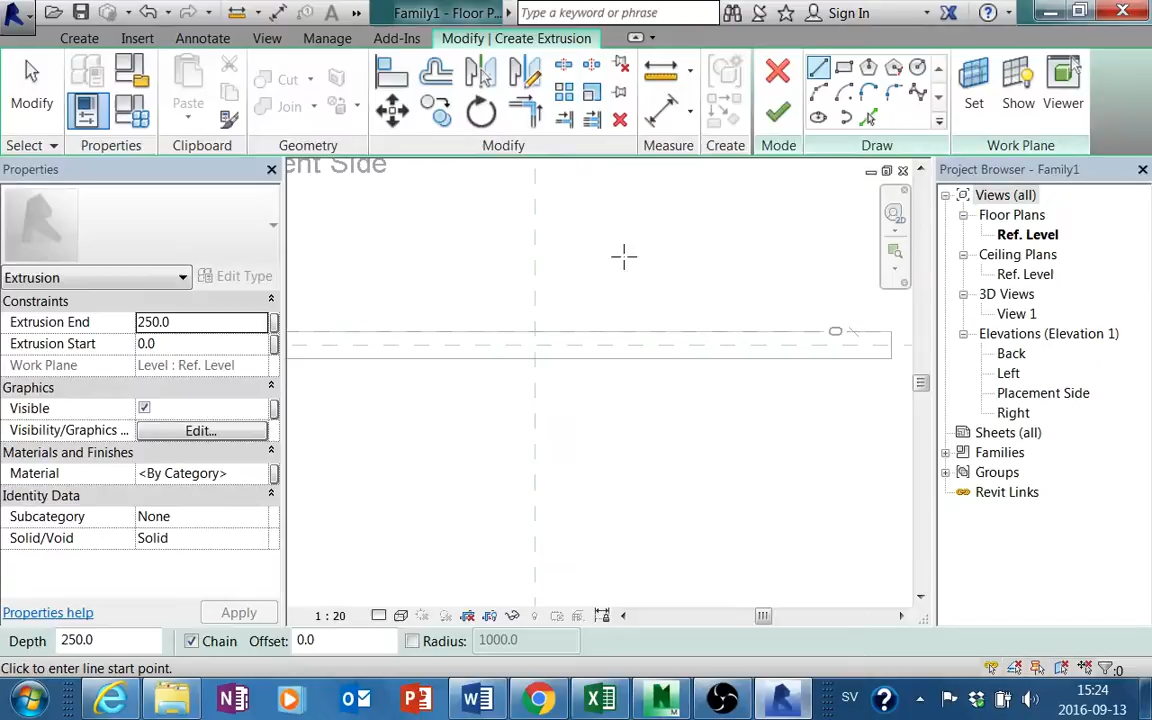 Family1 - Floor P...
Type a keyword or phrase
Sign In
Create
Insert
Annotate
View
Manage
Add-Ins
Modify | Create Extrusion
Modify
Paste
Cut
Join
Set
Show
Viewer
Select
Properties
Clipboard
Geometry
Modify
Measure
Create
Mode
Draw
Work Plane
Properties
Extrusion
Edit Type
Constraints
Extrusion End 250.0
Extrusion Start 0.0
Work Plane Level : Ref. Level
Graphics
Visible
Visibility/Graphics ... Edit...
Materials and Finishes
Material <By Category>
Identity Data
Subcategory None
Solid/Void Solid
Properties help
Apply
ent Side
2D
1 : 20
Project Browser - Family1
Views (all)
Floor Plans
Ref. Level
Ceiling Plans
Ref. Level
3D Views
View 1
Elevations (Elevation 1)
Back
Left
Placement Side
Right
Sheets (all)
Families
Groups
Revit Links
Depth 250.0 Chain Offset: 0.0 Radius: 1000.0
Click to enter line start point.
:0
SV
15:24
2016-09-13